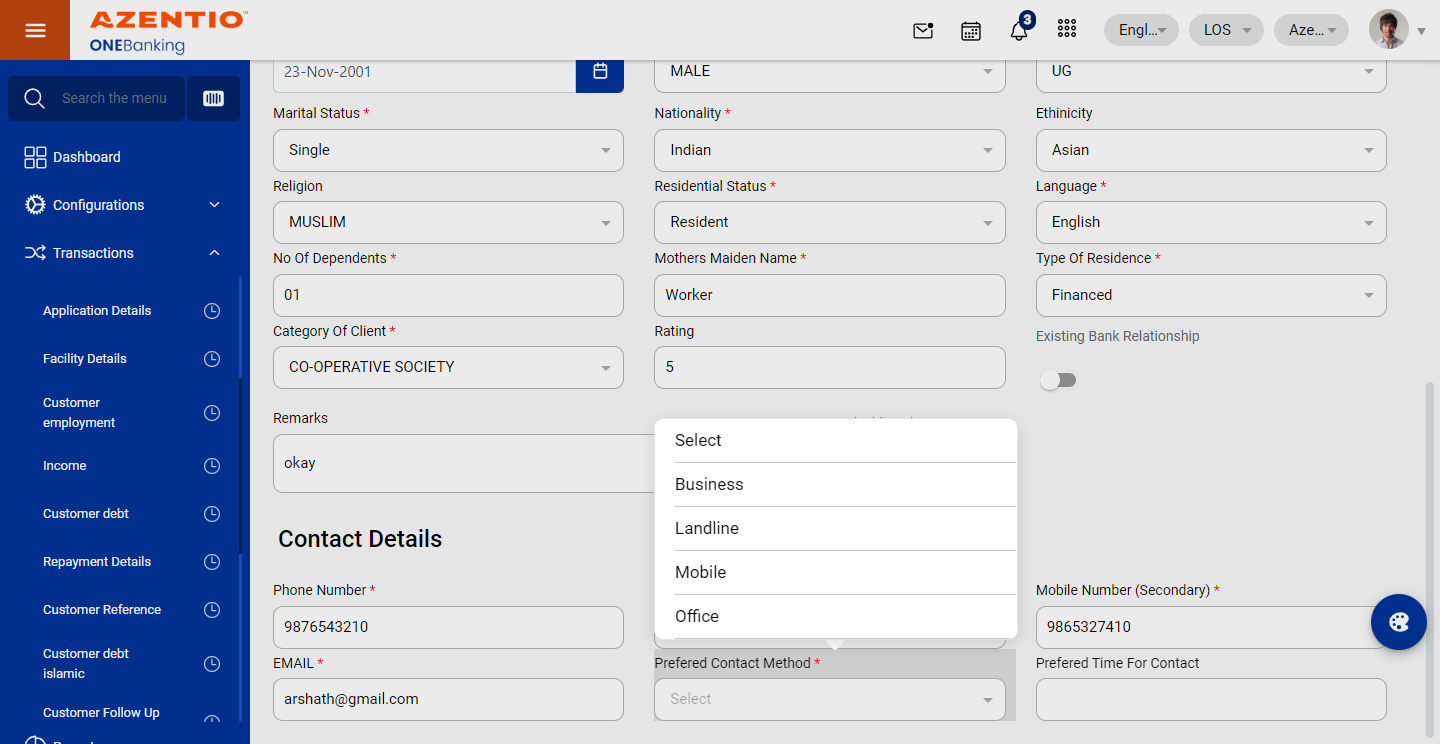 AZENTIO™
ONEBanking
3
Engl...
LOS
Aze...
Search the menu
Dashboard
Configurations
Transactions
Application Details
Facility Details
Customer
employment
Income
Customer debt
Repayment Details
Customer Reference
Customer debt
islamic
Customer Follow Up
23-Nov-2001
MALE
UG
Marital Status *
Nationality *
Ethinicity
Single
Indian
Asian
Religion
Residential Status *
Language *
MUSLIM
Resident
English
No Of Dependents *
Mothers Maiden Name *
Type Of Residence *
01
Worker
Financed
Category Of Client *
Rating
Existing Bank Relationship
CO-OPERATIVE SOCIETY
5
Remarks
okay
Select
Business
Landline
Mobile
Office
Contact Details
Phone Number *
Mobile Number (Secondary) *
9876543210
9865327410
EMAIL *
Prefered Contact Method *
Prefered Time For Contact
arshath@gmail.com
Select